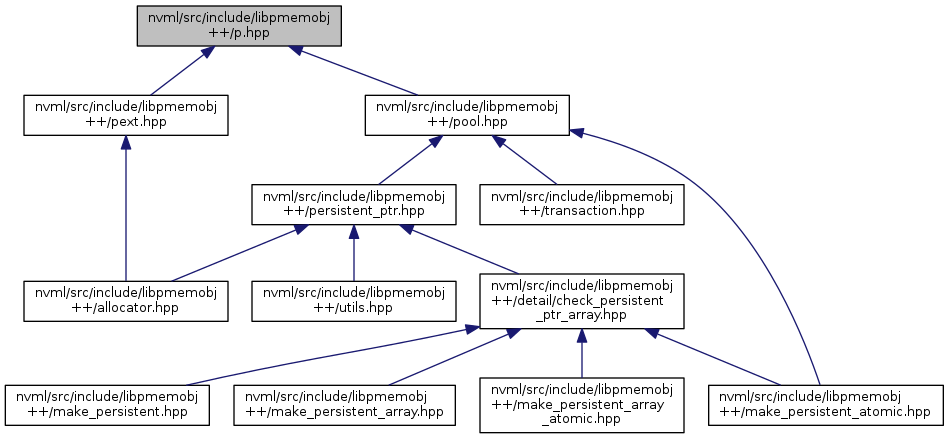 nvml/src/include/libpmemobj
++/p.hpp
nvml/src/include/libpmemobj
++/pext.hpp
nvml/src/include/libpmemobj
++/pool.hpp
nvml/src/include/libpmemobj
++/persistent_ptr.hpp
nvml/src/include/libpmemobj
++/transaction.hpp
nvml/src/include/libpmemobj
++/allocator.hpp
nvml/src/include/libpmemobj
++/utils.hpp
nvml/src/include/libpmemobj
++/detail/check_persistent
_ptr_array.hpp
nvml/src/include/libpmemobj
++/make_persistent.hpp
nvml/src/include/libpmemobj
++/make_persistent_array.hpp
nvml/src/include/libpmemobj
++/make_persistent_array
_atomic.hpp
nvml/src/include/libpmemobj
++/make_persistent_atomic.hpp